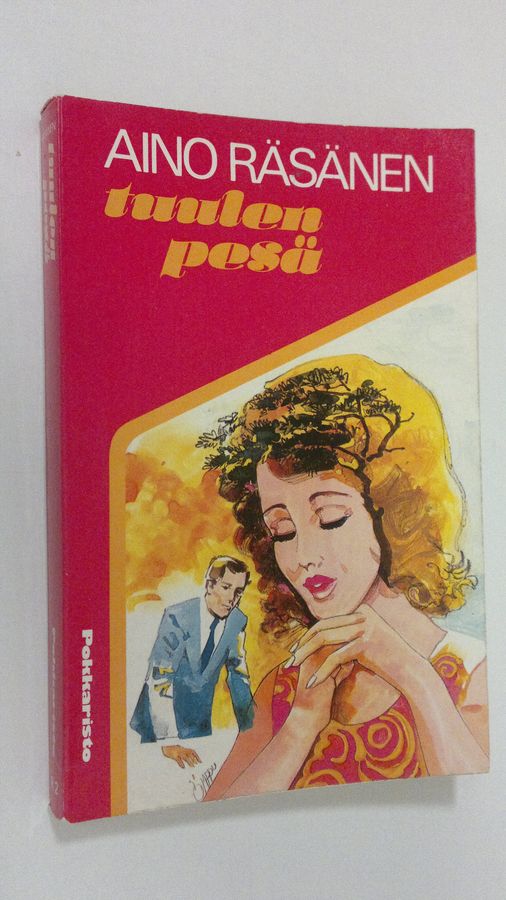 AINO RÄSÄNEN
tuulen
pesä
Pokkaristo